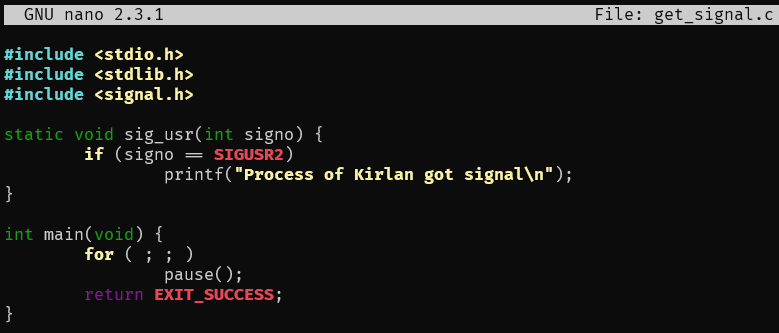 GNU nano 2.3.1 File: get_signal.c
#include <stdio.h>
#include <stdlib.h>
#include <signal.h>
static void sig_usr(int signo) {
if (signo == SIGUSR2)
printf("Process of Kirlan got signal\n");
}
int main(void) {
for ( ; ; )
pause();
return EXIT_SUCCESS;
}